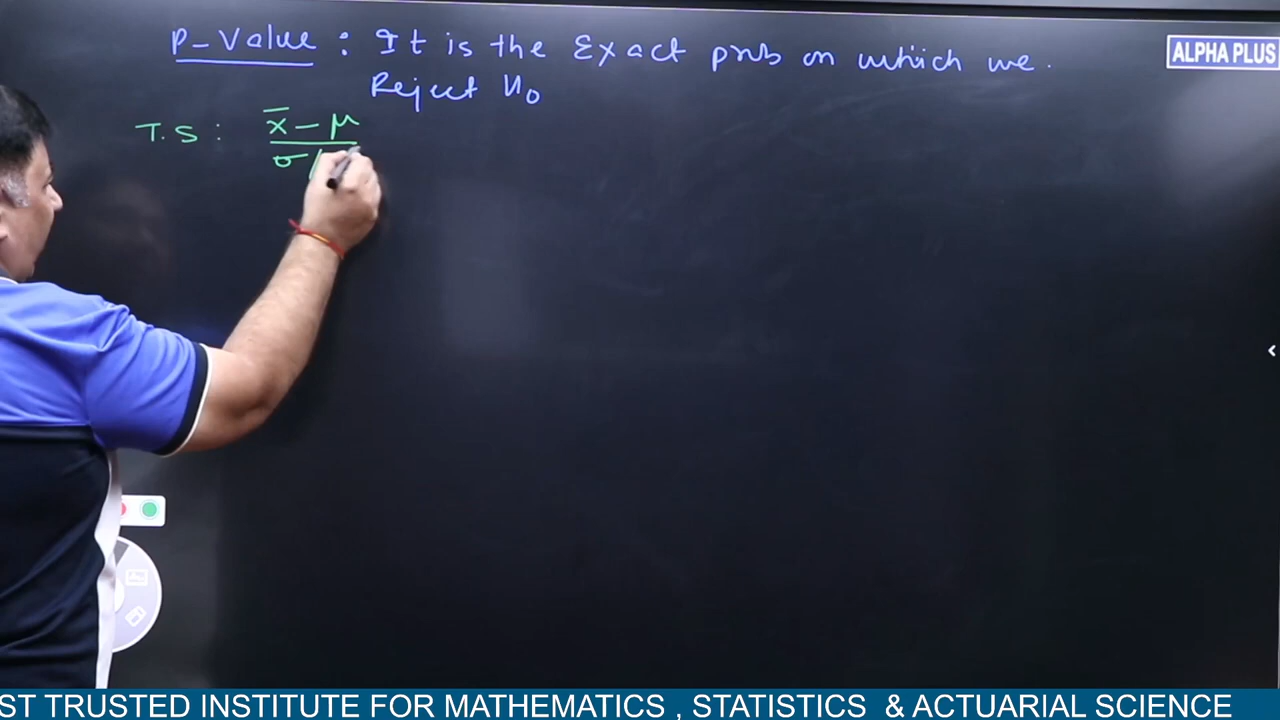 P-Value : It is the Exact prob on which we.
ALPHA PLUS
Reject H0
T.S : x̄ - μ
σ/
ST TRUSTED INSTITUTE FOR MATHEMATICS , STATISTICS & ACTUARIAL SCIENCE